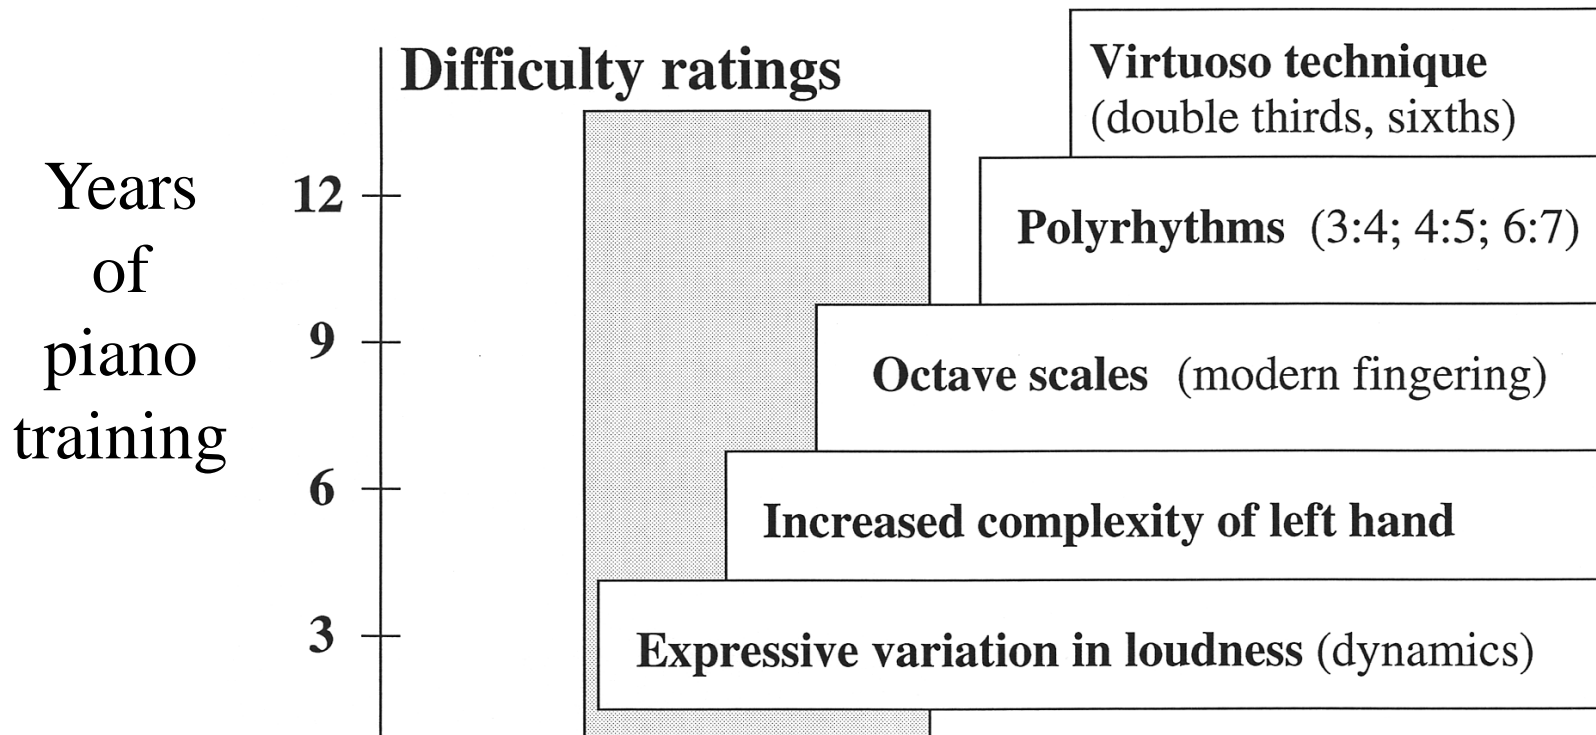 Difficulty ratings
Years
of
piano
training
12
9
6
3
Virtuoso technique
(double thirds, sixths)
Polyrhythms (3:4; 4:5; 6:7)
Octave scales (modern fingering)
Increased complexity of left hand
Expressive variation in loudness (dynamics)